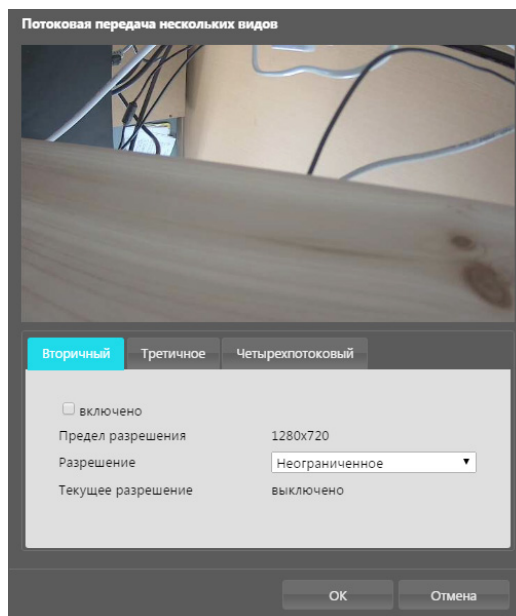 Потоковая передача нескольких видов
Вторичный Третичное Четырехпотоковый
включено
Предел разрешения 1280x720
Разрешение Неограниченное
Текущее разрешение выключено
OK Отмена